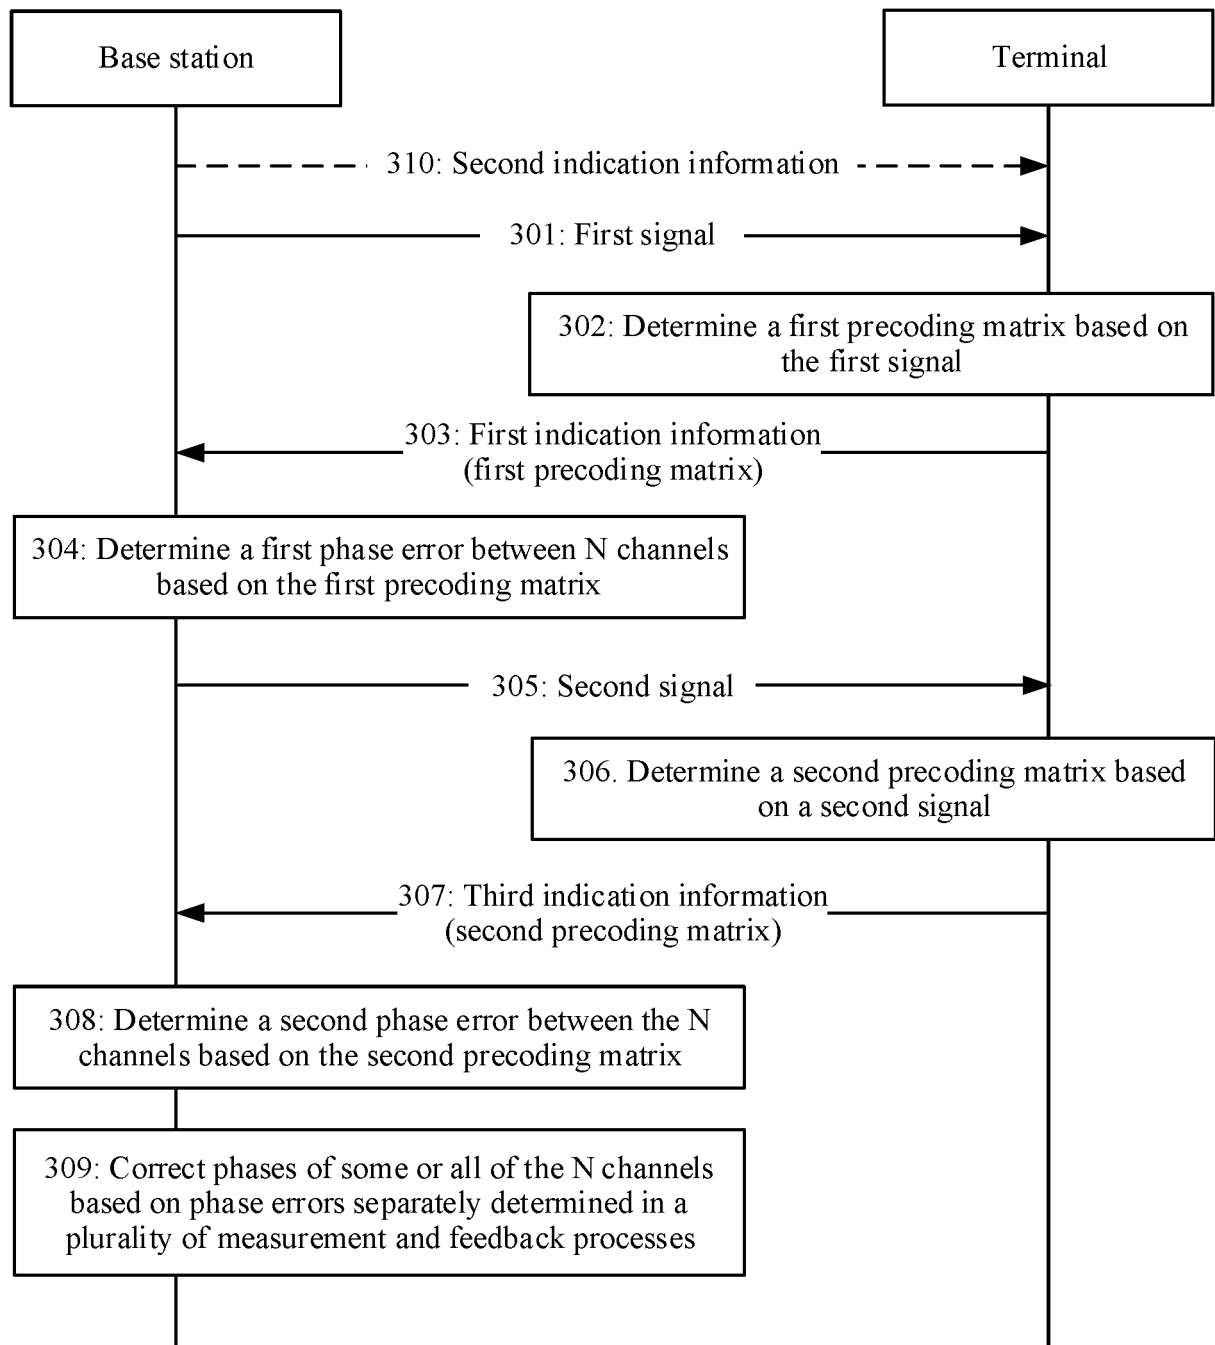 Base station
Terminal
310: Second indication information
301: First signal
302: Determine a first precoding matrix based on
the first signal
303: First indication information
(first precoding matrix)
304: Determine a first phase error between N channels
based on the first precoding matrix
305: Second signal
306. Determine a second precoding matrix based
on a second signal
307: Third indication information
(second precoding matrix)
308: Determine a second phase error between the N
channels based on the second precoding matrix
309: Correct phases of some or all of the N channels
based on phase errors separately determined in a
plurality of measurement and feedback processes